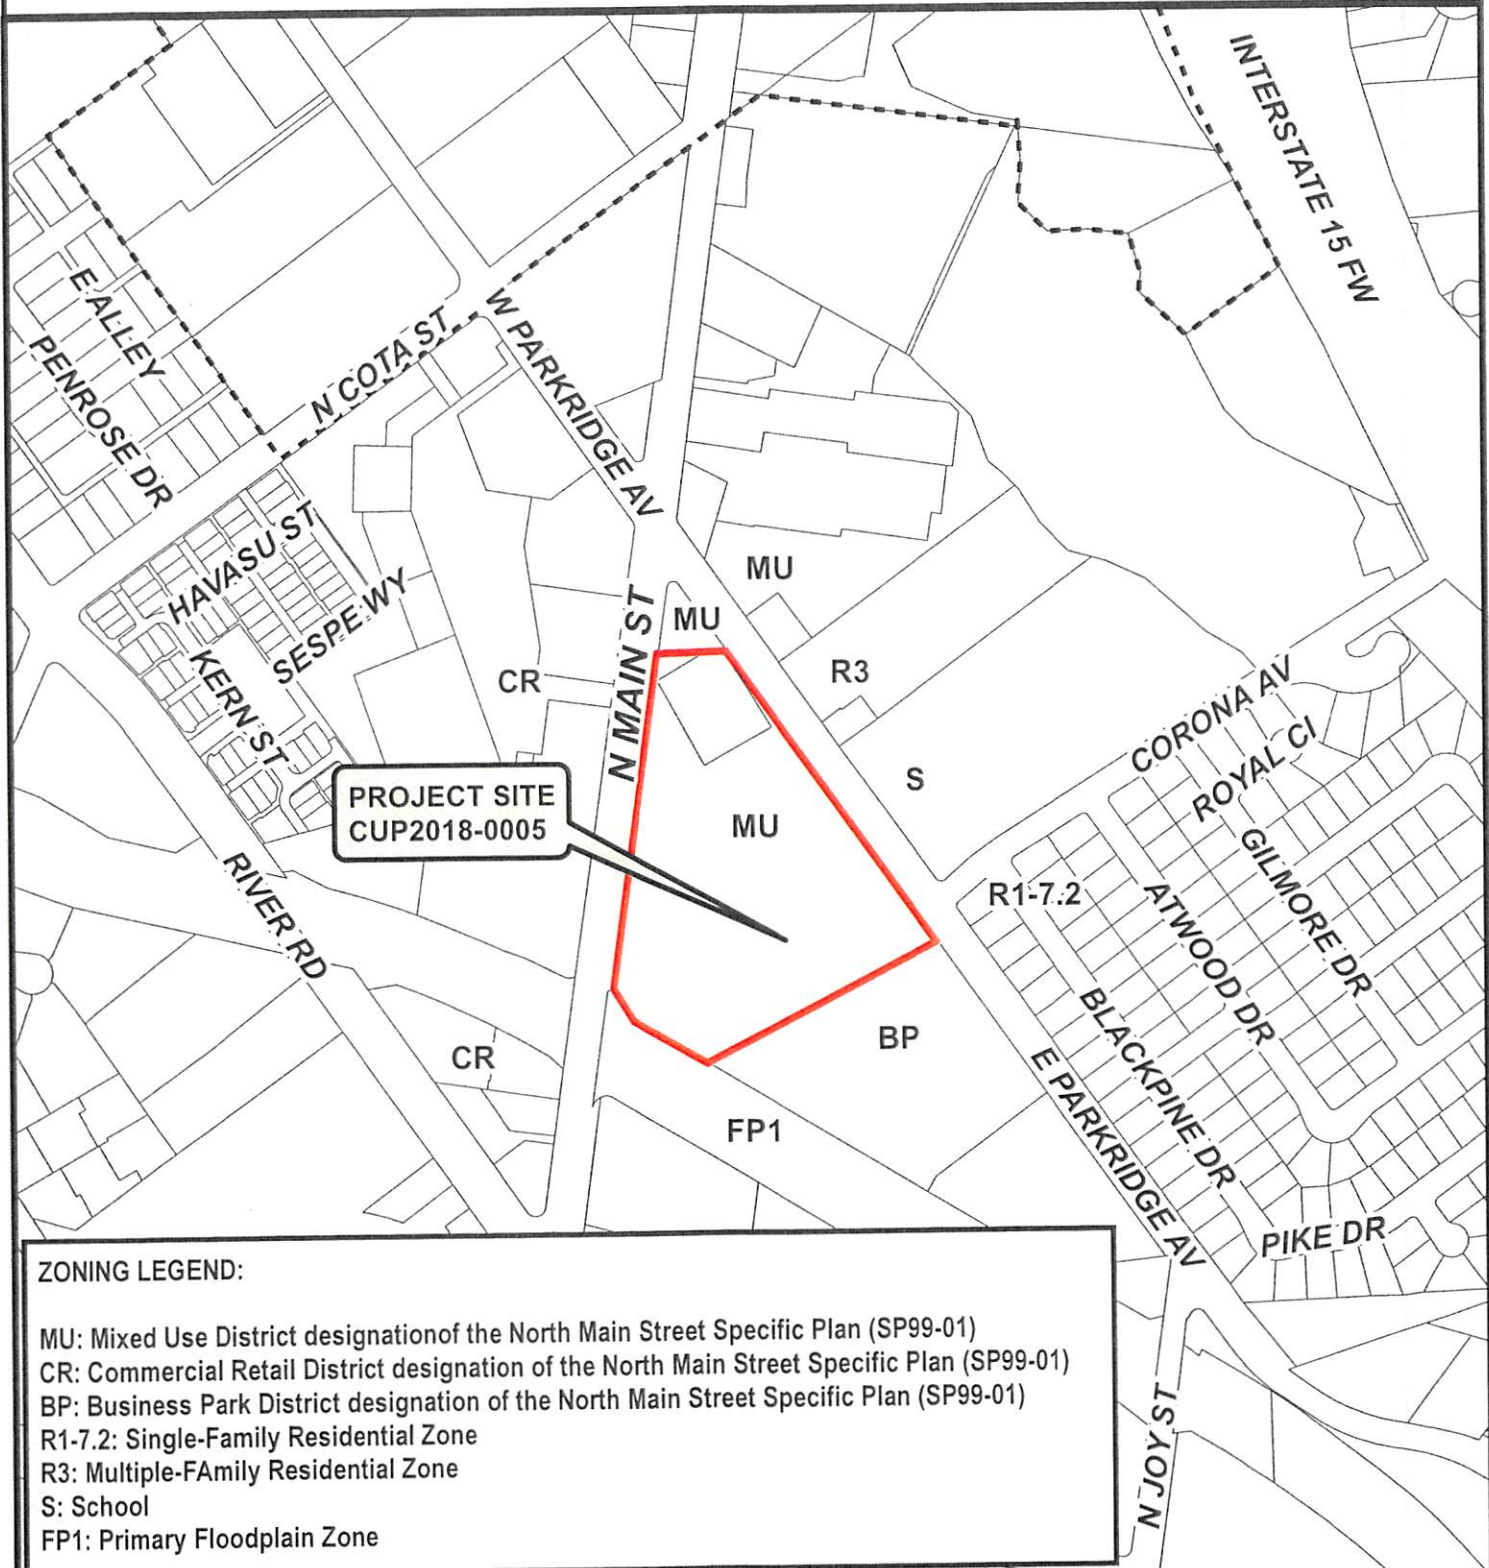 INTERSTATE 15 FW
E ALLEY
PENROSE DR
N COTA ST
W PARKRIDGE AV
HAVASU ST
SESPE WY
KERN ST
N MAIN ST
MU
MU
CR
R3
CORONA AV
ROYAL CI
S
PROJECT SITE
CUP2018-0005
MU
GILMORE DR
R1-7.2
ATWOOD DR
RIVER RD
BLACKPINE DR
BP
CR
E PARKRIDGE AV
FP1
PIKE DR
N JOY ST
ZONING LEGEND:
MU: Mixed Use District designationof the North Main Street Specific Plan (SP99-01)
CR: Commercial Retail District designation of the North Main Street Specific Plan (SP99-01)
BP: Business Park District designation of the North Main Street Specific Plan (SP99-01)
R1-7.2: Single-Family Residential Zone
R3: Multiple-FAmily Residential Zone
S: School
FP1: Primary Floodplain Zone